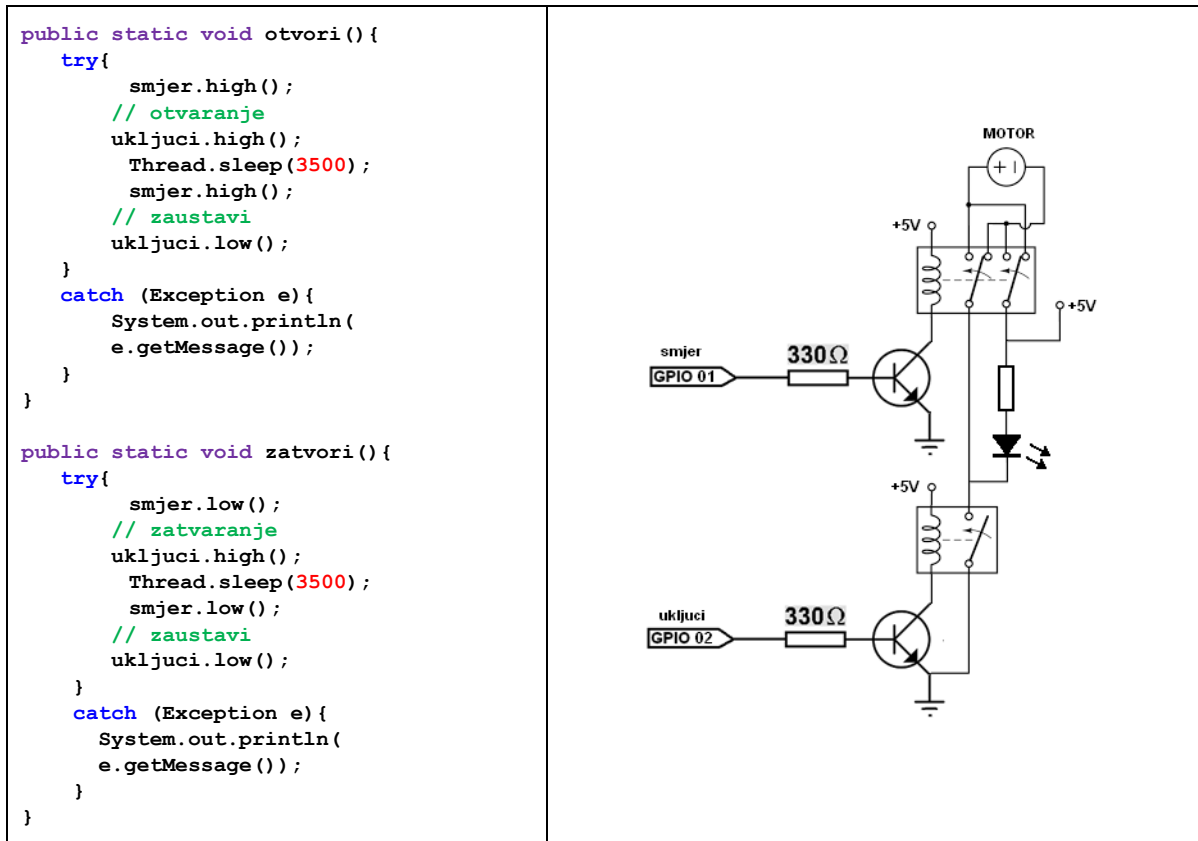 public static void otvori(){
try{
smjer.high();
// otvaranje
ukljuci.high();
Thread.sleep(3500);
smjer.high();
// zaustavi
ukljuci.low();
}
catch (Exception e){
System.out.println(
e.getMessage());
}
}
public static void zatvori(){
try{
smjer.low();
// zatvaranje
ukljuci.high();
Thread.sleep(3500);
smjer.low();
// zaustavi
ukljuci.low();
}
catch (Exception e){
System.out.println(
e.getMessage());
}
}
MOTOR
+ I
+5V
+5V
smjer
330Ω
GPIO 01
+5V
ukljuci
330Ω
GPIO 02